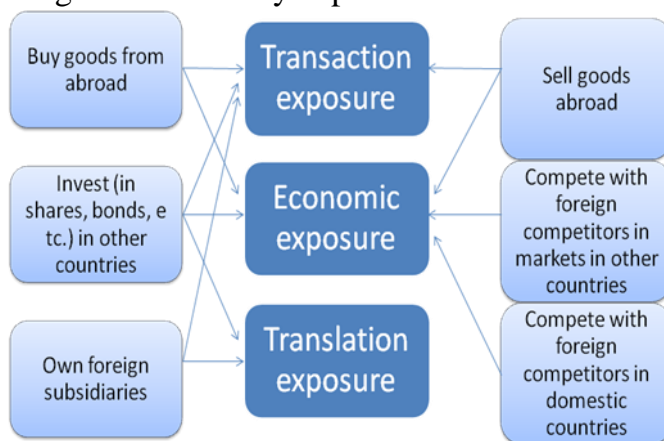 Buy goods from
abroad
Invest (in
shares, bonds, e
tc.) in other
countries
Own foreign
subsidiaries
Transaction
exposure
Economic
exposure
Translation
exposure
Sell goods
abroad
Compete with
foreign
competitors in
markets in other
countries
Compete with
foreign
competitors in
domestic
countries